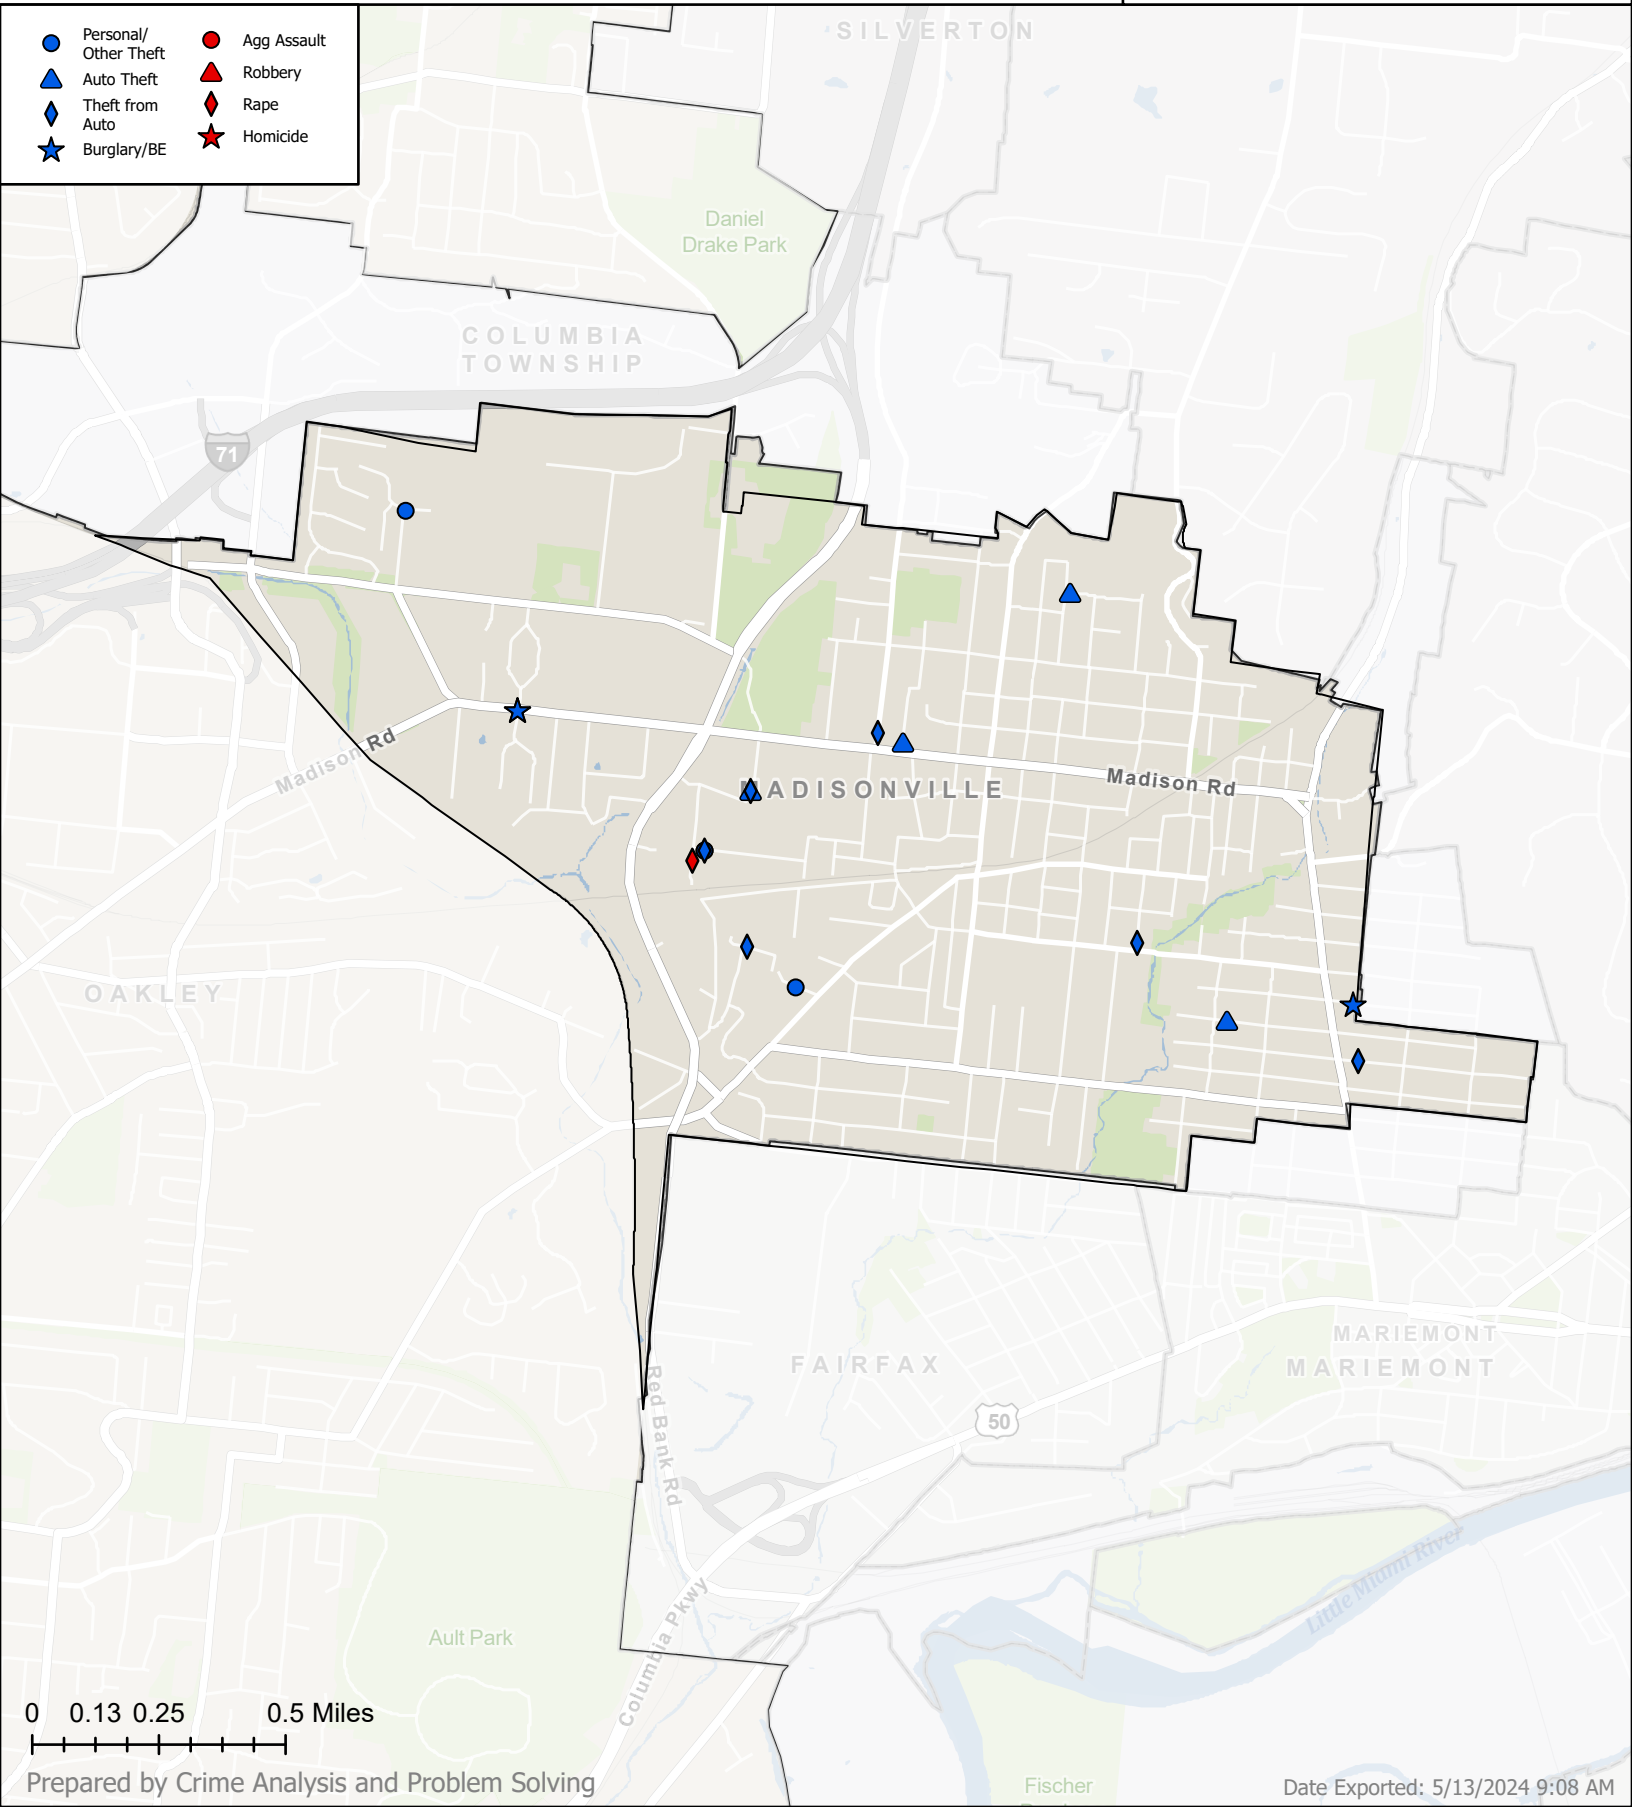 Personal/
Other Theft
Auto Theft
Theft from
Auto
Burglary/BE
Agg Assault
Robbery
Rape
Homicide
SILVERTON
Daniel
Drake Park
COLUMBIA
TOWNSHIP
71
Madison Rd
ADISONVILLE
Madison Rd
OAKLEY
MARIEMONT
MARIEMONT
FAIRFAX
50
Red Bank Rd
Columbia Pkwy
Little Miami River
Ault Park
0 0.13 0.25 0.5 Miles
Prepared by Crime Analysis and Problem Solving
Fischer
Date Exported: 5/13/2024 9:08 AM